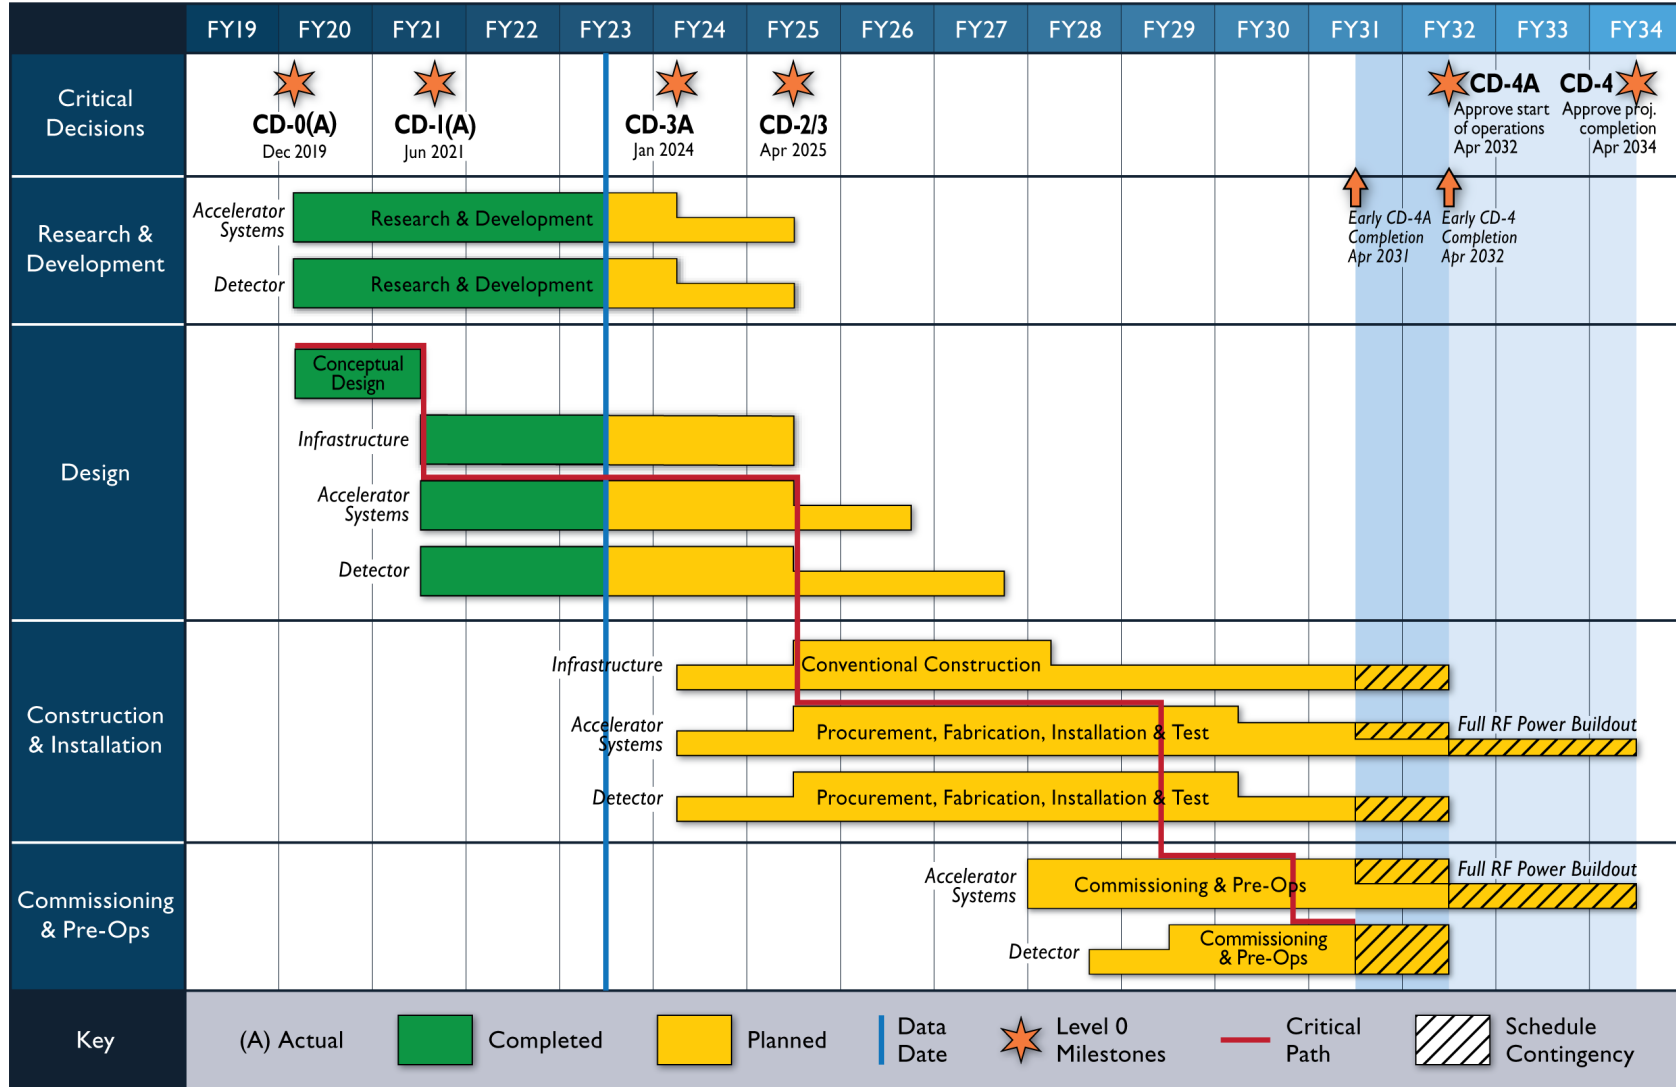 FY19 FY20 FY21 FY22 FY23 FY24 FY25 FY26 FY27 FY28 FY29 FY30 FY31 FY32 FY33 FY34
Critical
Decisions
CD-0(A)
Dec 2019
CD-1(A)
Jun 2021
CD-3A
Jan 2024
CD-2/3
Apr 2025
CD-4A
Approve start
of operations
Apr 2032
CD-4
Approve proj.
completion
Apr 2034
Early CD-4A
Completion
Apr 2031
Early CD-4
Completion
Apr 2032
Research &
Development
Accelerator
Systems
Research & Development
Detector
Research & Development
Design
Conceptual
Design
Infrastructure
Accelerator
Systems
Detector
Construction
& Installation
Infrastructure
Conventional Construction
Accelerator
Systems
Procurement, Fabrication, Installation & Test
Full RF Power Buildout
Detector
Procurement, Fabrication, Installation & Test
Commissioning
& Pre-Ops
Accelerator
Systems
Commissioning & Pre-Ops
Full RF Power Buildout
Detector
Commissioning
& Pre-Ops
Key
(A) Actual
Completed
Planned
Data
Date
Level 0
Milestones
Critical
Path
Schedule
Contingency